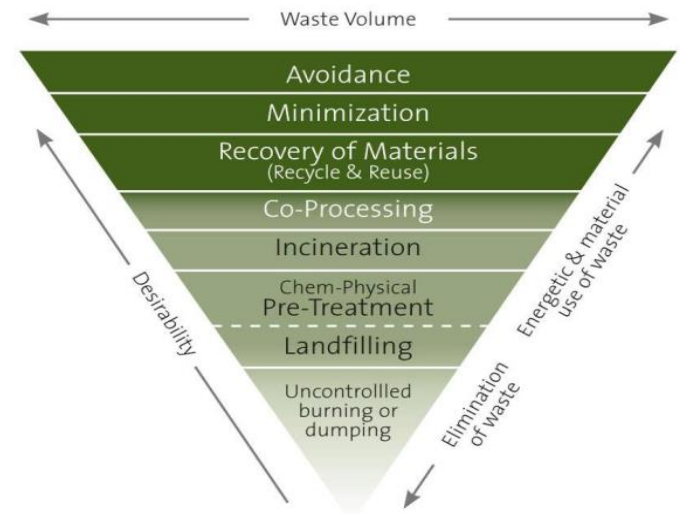 Waste Volume
Avoidance
Minimization
Recovery of Materials
(Recycle & Reuse)
Co-Processing
Incineration
Chem-Physical
Pre-Treatment
Landfilling
Uncontrollled
burning or
dumping
Desirability
Energetic & material
use of waste
Elimination
of waste